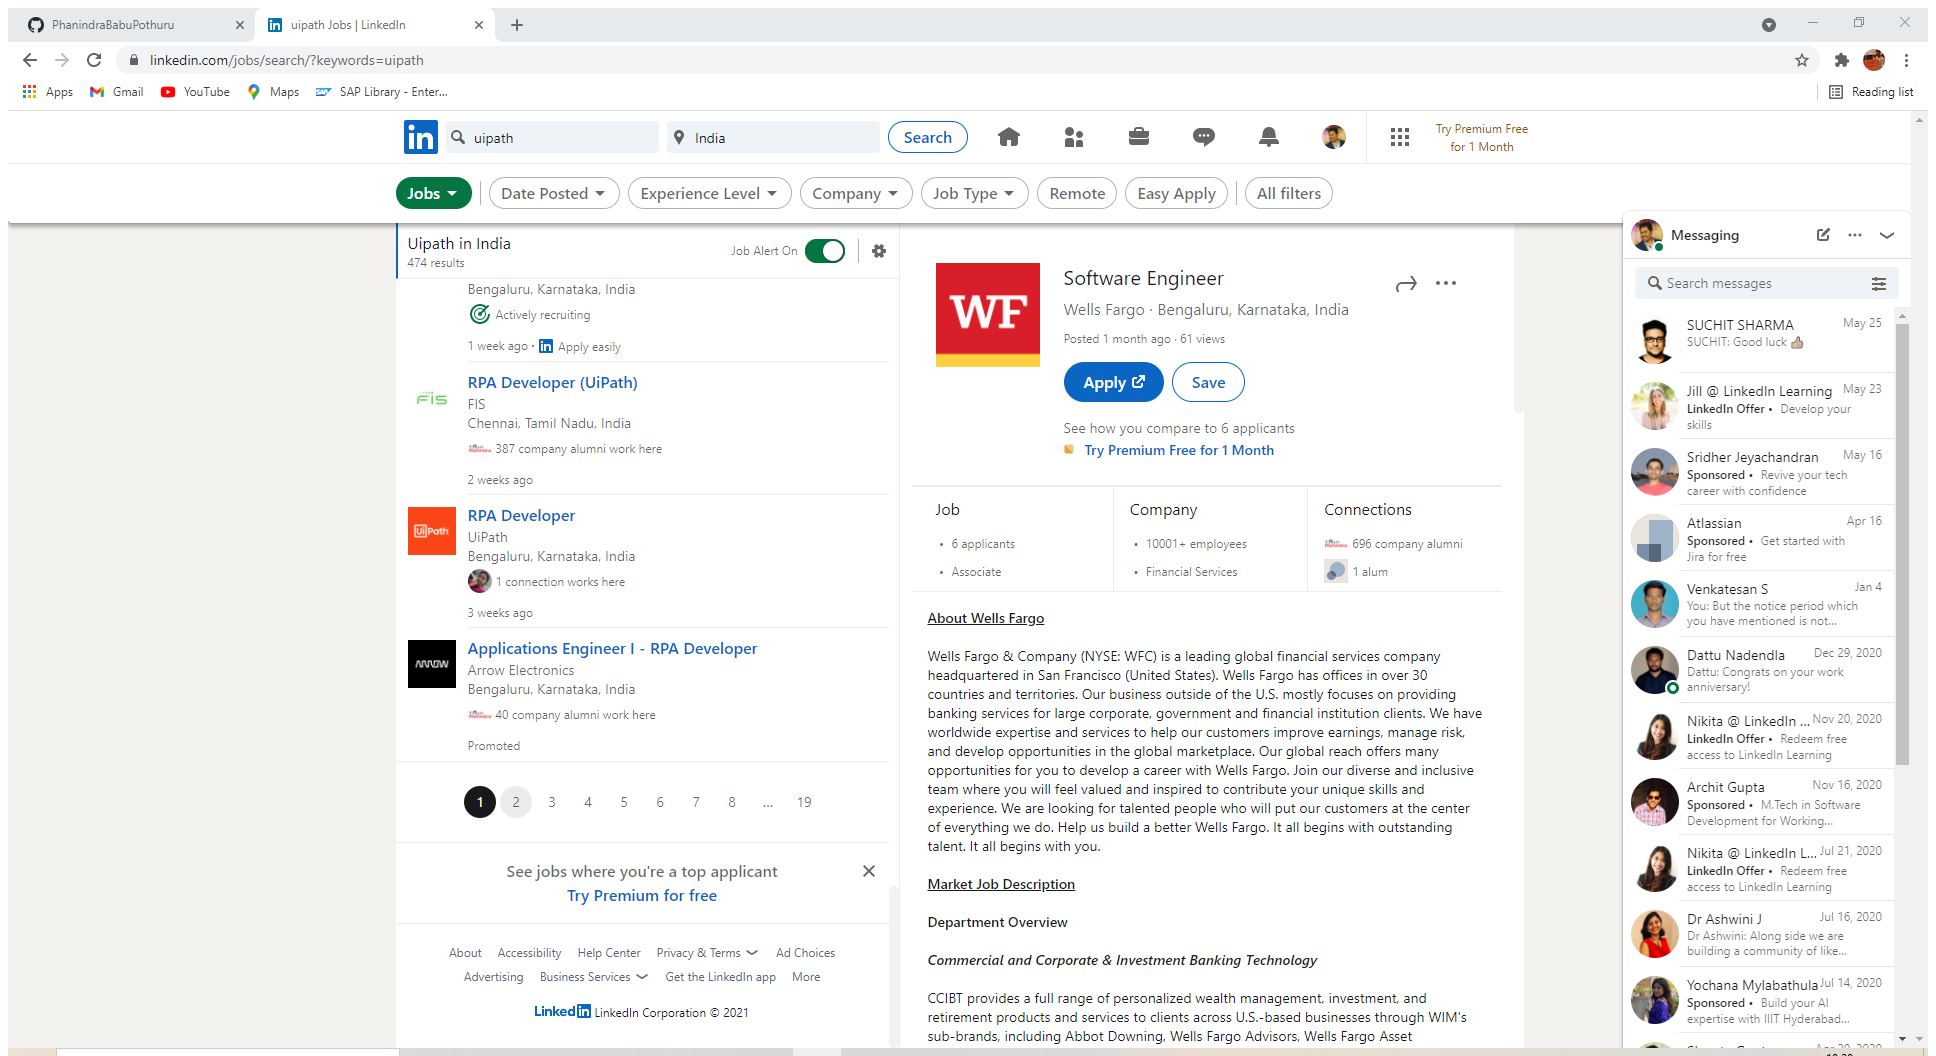 PhanindraBabuPothuru
uipath Jobs | LinkedIn
linkedin.com/jobs/search/?keywords=uipath
Apps
Gmail
YouTube
Maps
SAP Library - Enter...
Reading list
in
uipath
India
Search
Try Premium Free
for 1 Month
Jobs
Date Posted
Experience Level
Company
Job Type
Remote
Easy Apply
All filters
Uipath in India
474 results
Job Alert On
Bengaluru, Karnataka, India
Actively recruiting
1 week ago · in Apply easily
FIS
RPA Developer (UiPath)
FIS
Chennai, Tamil Nadu, India
387 company alumni work here
2 weeks ago
UiPath
RPA Developer
UiPath
Bengaluru, Karnataka, India
1 connection works here
3 weeks ago
ARROW
Applications Engineer I - RPA Developer
Arrow Electronics
Bengaluru, Karnataka, India
40 company alumni work here
Promoted
1 2 3 4 5 6 7 8 ... 19
See jobs where you're a top applicant
Try Premium for free
About Accessibility Help Center Privacy & Terms Ad Choices
Advertising Business Services Get the LinkedIn app More
LinkedIn LinkedIn Corporation © 2021
WF
Software Engineer
Wells Fargo · Bengaluru, Karnataka, India
Posted 1 month ago · 61 views
Apply
Save
See how you compare to 6 applicants
Try Premium Free for 1 Month
Job
• 6 applicants
• Associate
Company
• 10001+ employees
• Financial Services
Connections
696 company alumni
1 alum
About Wells Fargo
Wells Fargo & Company (NYSE: WFC) is a leading global financial services company
headquartered in San Francisco (United States). Wells Fargo has offices in over 30
countries and territories. Our business outside of the U.S. mostly focuses on providing
banking services for large corporate, government and financial institution clients. We have
worldwide expertise and services to help our customers improve earnings, manage risk,
and develop opportunities in the global marketplace. Our global reach offers many
opportunities for you to develop a career with Wells Fargo. Join our diverse and inclusive
team where you will feel valued and inspired to contribute your unique skills and
experience. We are looking for talented people who will put our customers at the center
of everything we do. Help us build a better Wells Fargo. It all begins with outstanding
talent. It all begins with you.
Market Job Description
Department Overview
Commercial and Corporate & Investment Banking Technology
CCIBT provides a full range of personalized wealth management, investment, and
retirement products and services to clients across U.S.-based businesses through WIM's
sub-brands, including Abbot Downing, Wells Fargo Advisors, Wells Fargo Asset
Messaging
Search messages
SUCHIT SHARMA May 25
SUCHIT: Good luck
Jill @ LinkedIn Learning May 23
LinkedIn Offer • Develop your
skills
Sridher Jeyachandran May 16
Sponsored • Revive your tech
career with confidence
Atlassian Apr 16
Sponsored • Get started with
Jira for free
Venkatesan S Jan 4
You: But the notice period which
you have mentioned is not...
Dattu Nadendla Dec 29, 2020
Dattu: Congrats on your work
anniversary!
Nikita @ LinkedIn ... Nov 20, 2020
LinkedIn Offer • Redeem free
access to LinkedIn Learning
Archit Gupta Nov 16, 2020
Sponsored • M.Tech in Software
Development for Working...
Nikita @ LinkedIn L... Jul 21, 2020
LinkedIn Offer • Redeem free
access to LinkedIn Learning
Dr Ashwini J Jul 16, 2020
Dr Ashwini: Along side we are
building a community of like...
Yochana Mylabathula Jul 14, 2020
Sponsored • Build your AI
expertise with IIIT Hyderabad...